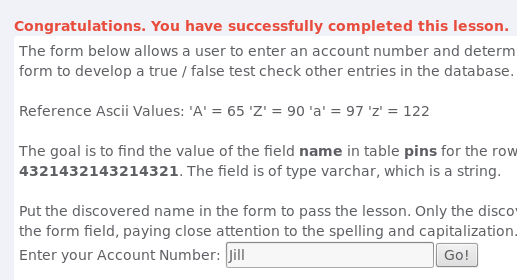 Congratulations. You have successfully completed this lesson.
The form below allows a user to enter an account number and determ
form to develop a true / false test check other entries in the database.
Reference Ascii Values: 'A' = 65 'Z' = 90 'a' = 97 'z' = 122
The goal is to find the value of the field name in table pins for the row
4321432143214321. The field is of type varchar, which is a string.
Put the discovered name in the form to pass the lesson. Only the discov
the form field, paying close attention to the spelling and capitalization.
Enter your Account Number: Jill Go!